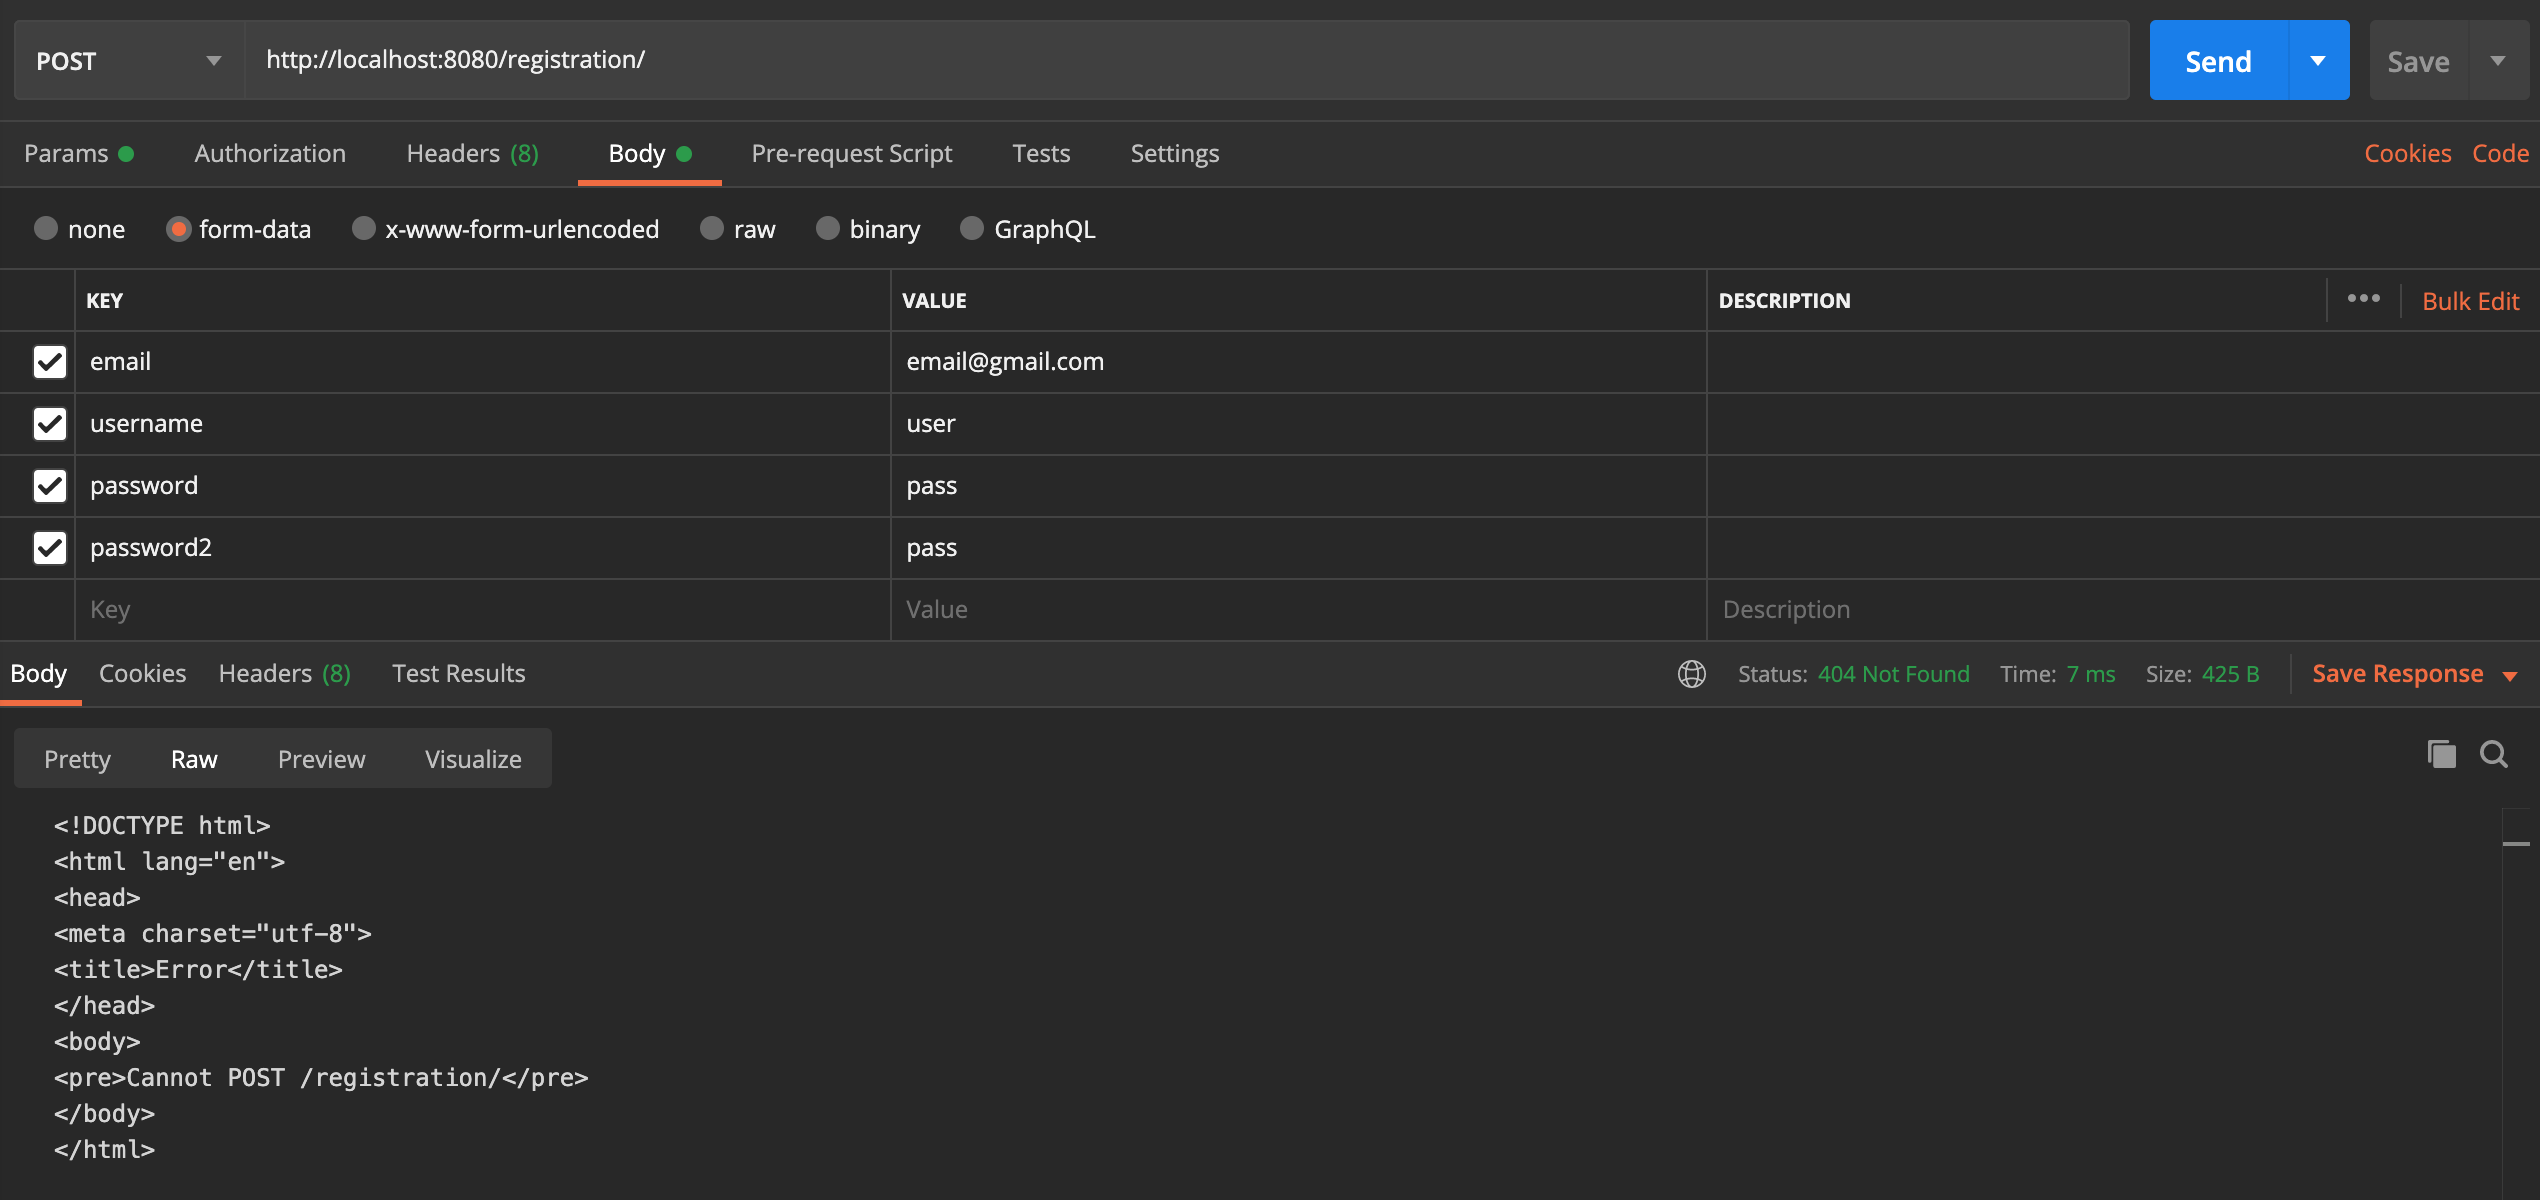 POST http://localhost:8080/registration/ Send Save
Params Authorization Headers (8) Body Pre-request Script Tests Settings Cookies Code
none form-data x-www-form-urlencoded raw binary GraphQL
KEY VALUE DESCRIPTION ••• Bulk Edit
email email@gmail.com
username user
password pass
password2 pass
Key Value Description
Body Cookies Headers (8) Test Results Status: 404 Not Found Time: 7 ms Size: 425 B Save Response
Pretty Raw Preview Visualize
<!DOCTYPE html>
<html lang="en">
<head>
<meta charset="utf-8">
<title>Error</title>
</head>
<body>
<pre>Cannot POST /registration/</pre>
</body>
</html>